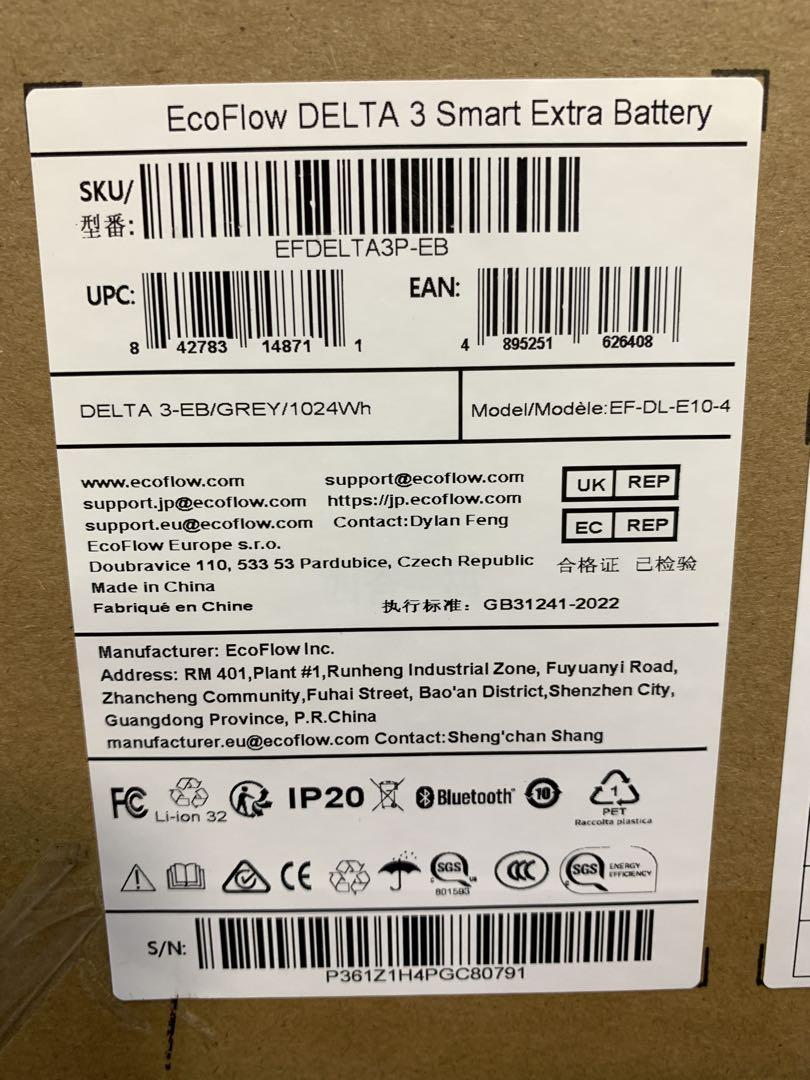 EcoFlow DELTA 3 Smart Extra Battery
SKU/
型番:
EFDELTA3P-EB
UPC:
8 42783 14871 1
EAN:
4 895251 626408
DELTA 3-EB/GREY/1024Wh
Model/Modèle:EF-DL-E10-4
www.ecoflow.com
support@ecoflow.com
support.jp@ecoflow.com
https://jp.ecoflow.com
support.eu@ecoflow.com
Contact:Dylan Feng
UK REP
EC REP
EcoFlow Europe s.r.o.
Doubravice 110, 533 53 Pardubice, Czech Republic
合格证 已检验
Made in China
Fabriqué en Chine
执行标准: GB31241-2022
Manufacturer: EcoFlow Inc.
Address: RM 401,Plant #1,Runheng Industrial Zone, Fuyuanyi Road,
Zhancheng Community,Fuhai Street, Bao'an District,Shenzhen City,
Guangdong Province, P.R.China
manufacturer.eu@ecoflow.com Contact:Sheng'chan Shang
FC
Li-ion 32
IP20
Bluetooth
10
1
PET
Raccolta plastica
CE
SGS
c us
801593
CCC
SGS
ENERGY
EFFICIENCY
S/N:
P361Z1H4PGC80791